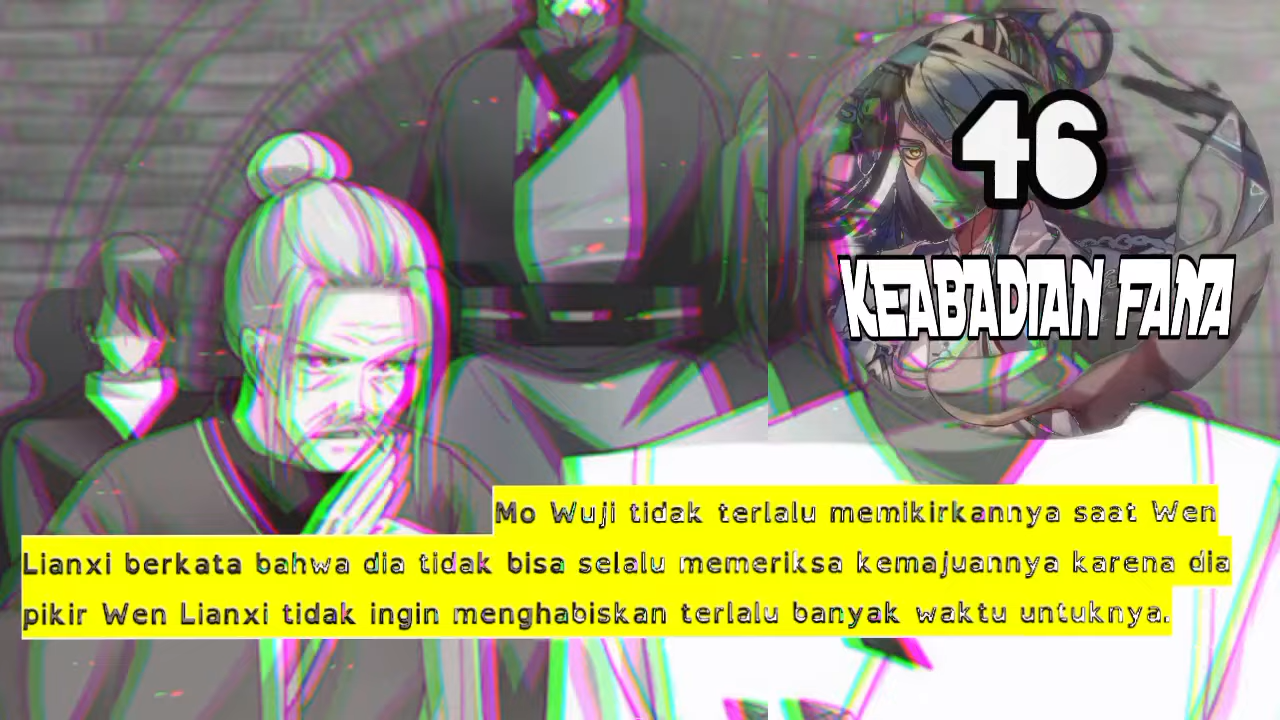 46
KEABADIAN FANA
Mo Wuji tidak terlalu memikirkannya saat Wen
Lianxi berkata bahwa dia tidak bisa selalu memeriksa kemajuannya karena dia
pikir Wen Lianxi tidak ingin menghabiskan terlalu banyak waktu untuknya.